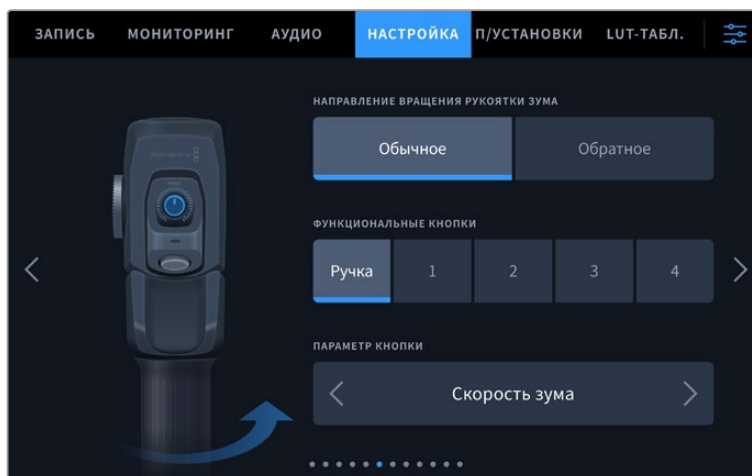 ЗАПИСЬ МОНИТОРИНГ АУДИО НАСТРОЙКА П/УСТАНОВКИ LUT-ТАБЛ.
НАПРАВЛЕНИЕ ВРАЩЕНИЯ РУКОЯТКИ ЗУМА
Обычное Обратное
ФУНКЦИОНАЛЬНЫЕ КНОПКИ
Ручка 1 2 3 4
ПАРАМЕТР КНОПКИ
Скорость зума